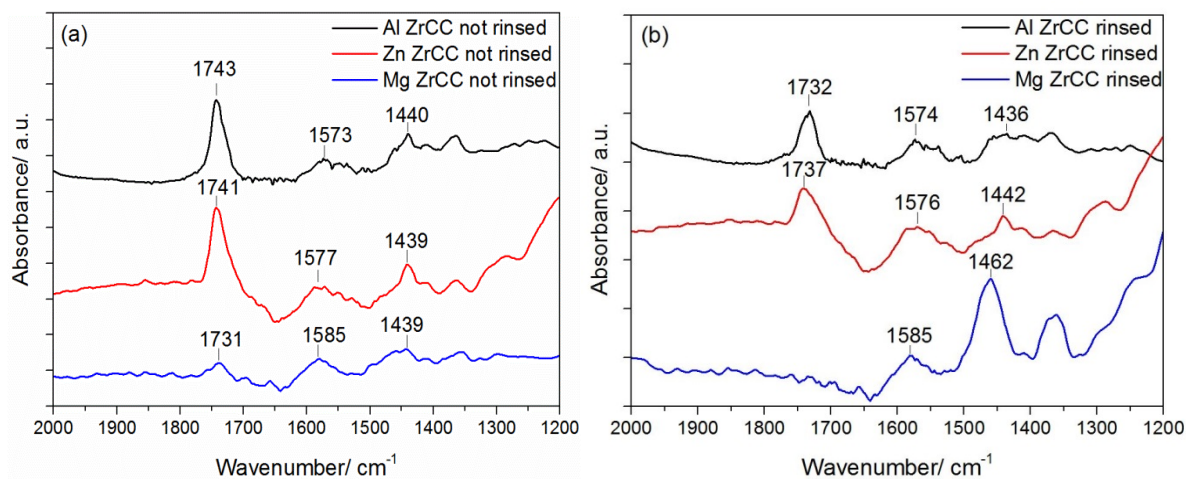 (a)
Al ZrCC not rinsed
Zn ZrCC not rinsed
Mg ZrCC not rinsed
1743
1573
1440
1741
1577
1439
1731
1585
1439
Absorbance/ a.u.
2000 1900 1800 1700 1600 1500 1400 1300 1200
Wavenumber/ cm⁻¹
(b)
Al ZrCC rinsed
Zn ZrCC rinsed
Mg ZrCC rinsed
1732
1574
1436
1737
1576
1442
1462
1585
Absorbance/ a.u.
2000 1900 1800 1700 1600 1500 1400 1300 1200
Wavenumber/ cm⁻¹